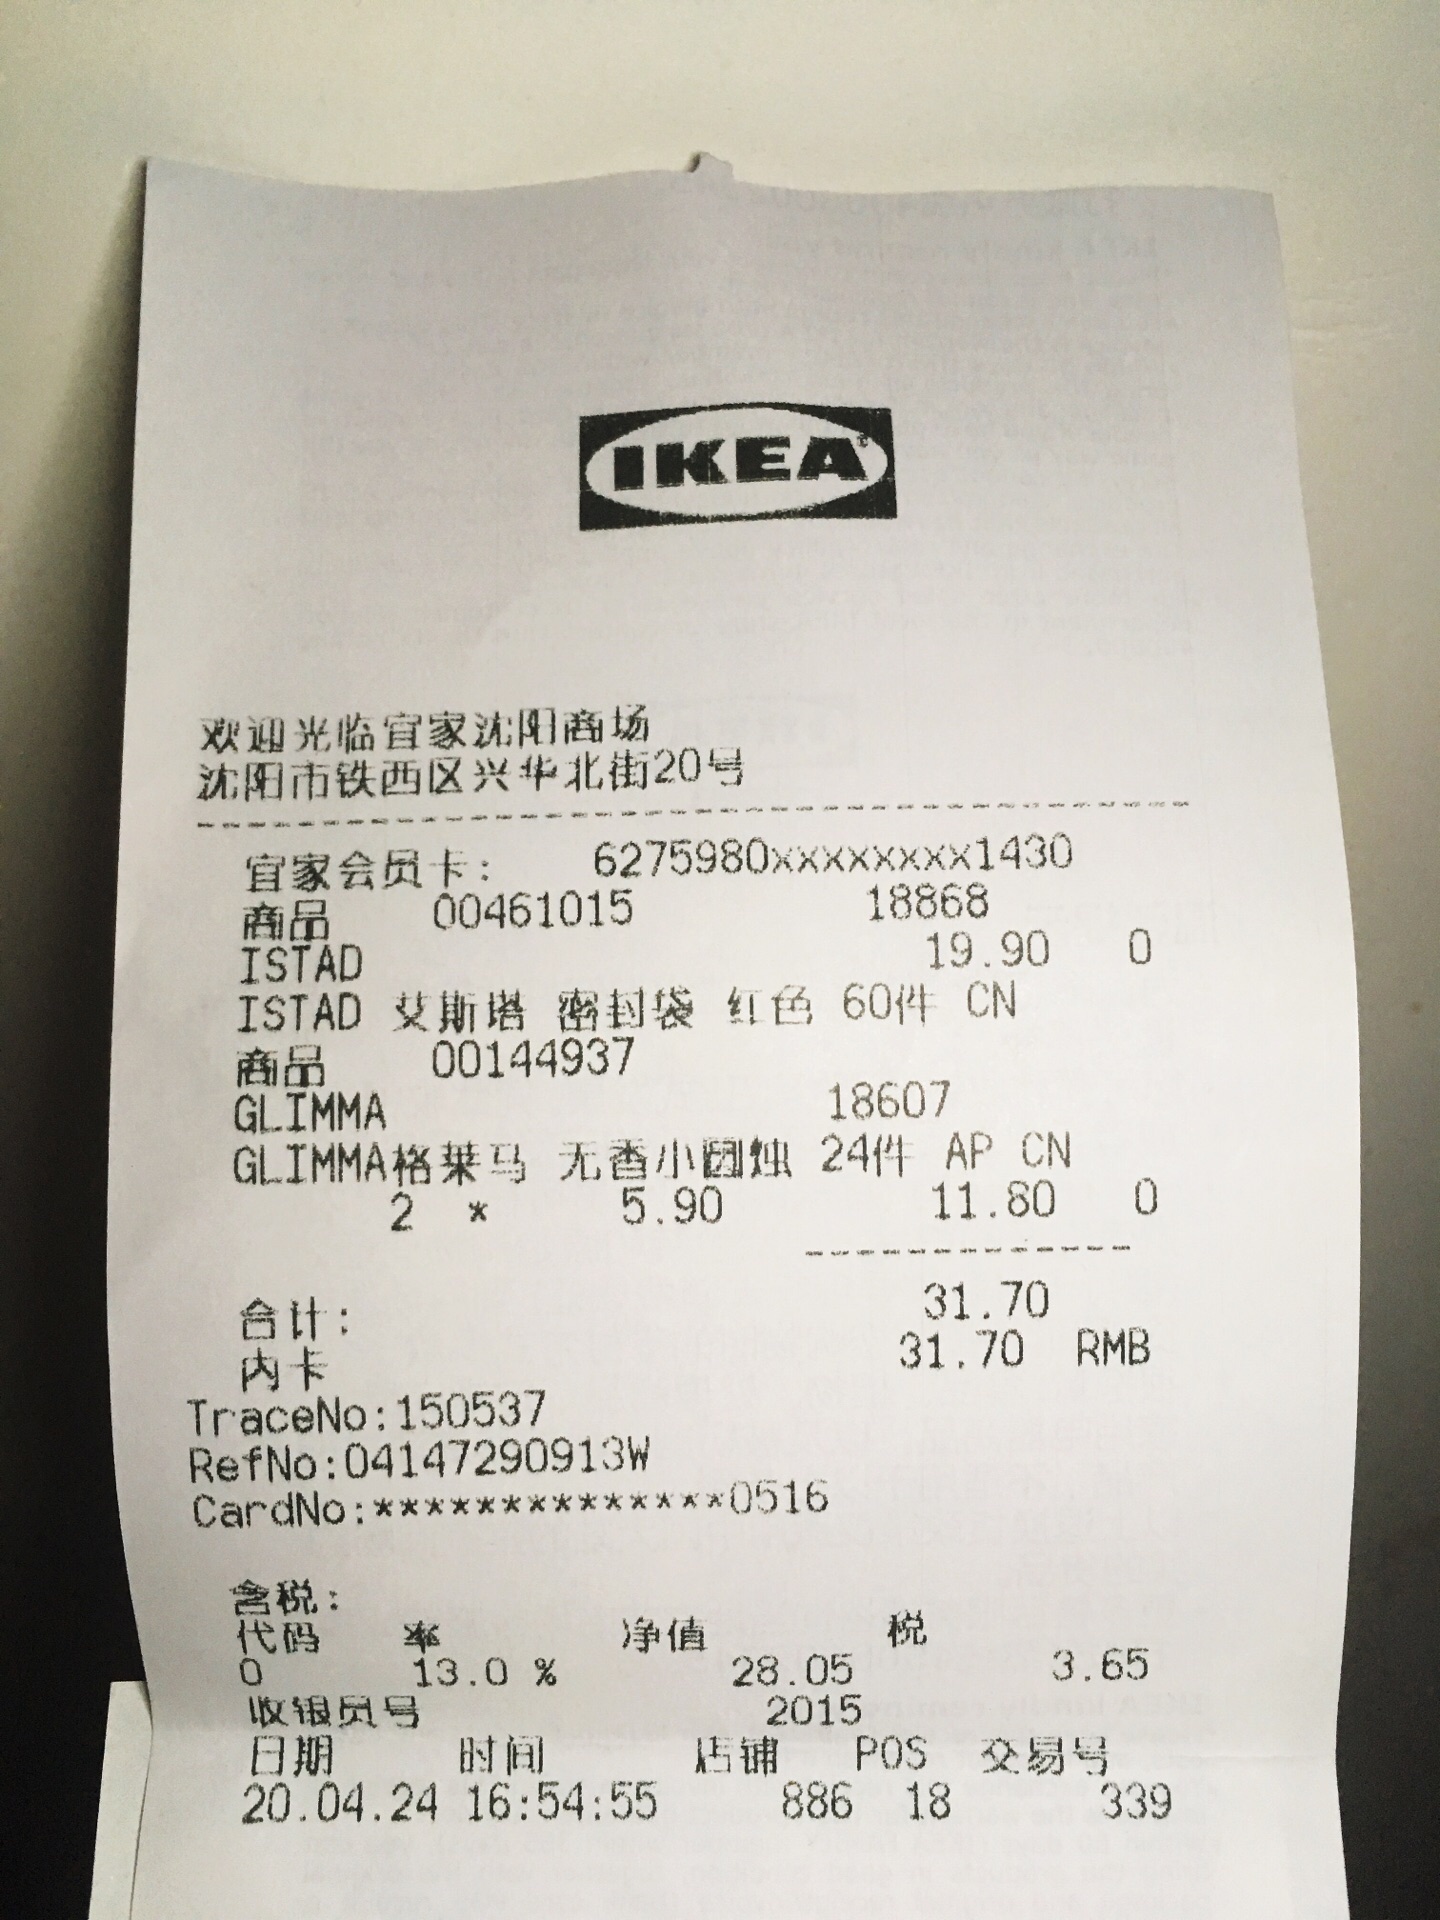 IKEA®
欢迎光临宜家沈阳商场
沈阳市铁西区兴华北街20号
宜家会员卡: 6275980xxxxxxxx1430
商品 00461015 18868
ISTAD 19.90 0
ISTAD 艾斯塔 密封袋 红色 60件 CN
商品 00144937
GLIMMA 18607
GLIMMA格莱马 无香小圆烛 24件 AP CN
2 * 5.90 11.80 0
合计: 31.70
内卡 31.70 RMB
TraceNo:150537
RefNo:04147290913W
CardNo:**************0516
含税:
代码 率 净值 税
0 13.0 % 28.05 3.65
收银员号 2015
日期 时间 店铺 POS 交易号
20.04.24 16:54:55 886 18 339